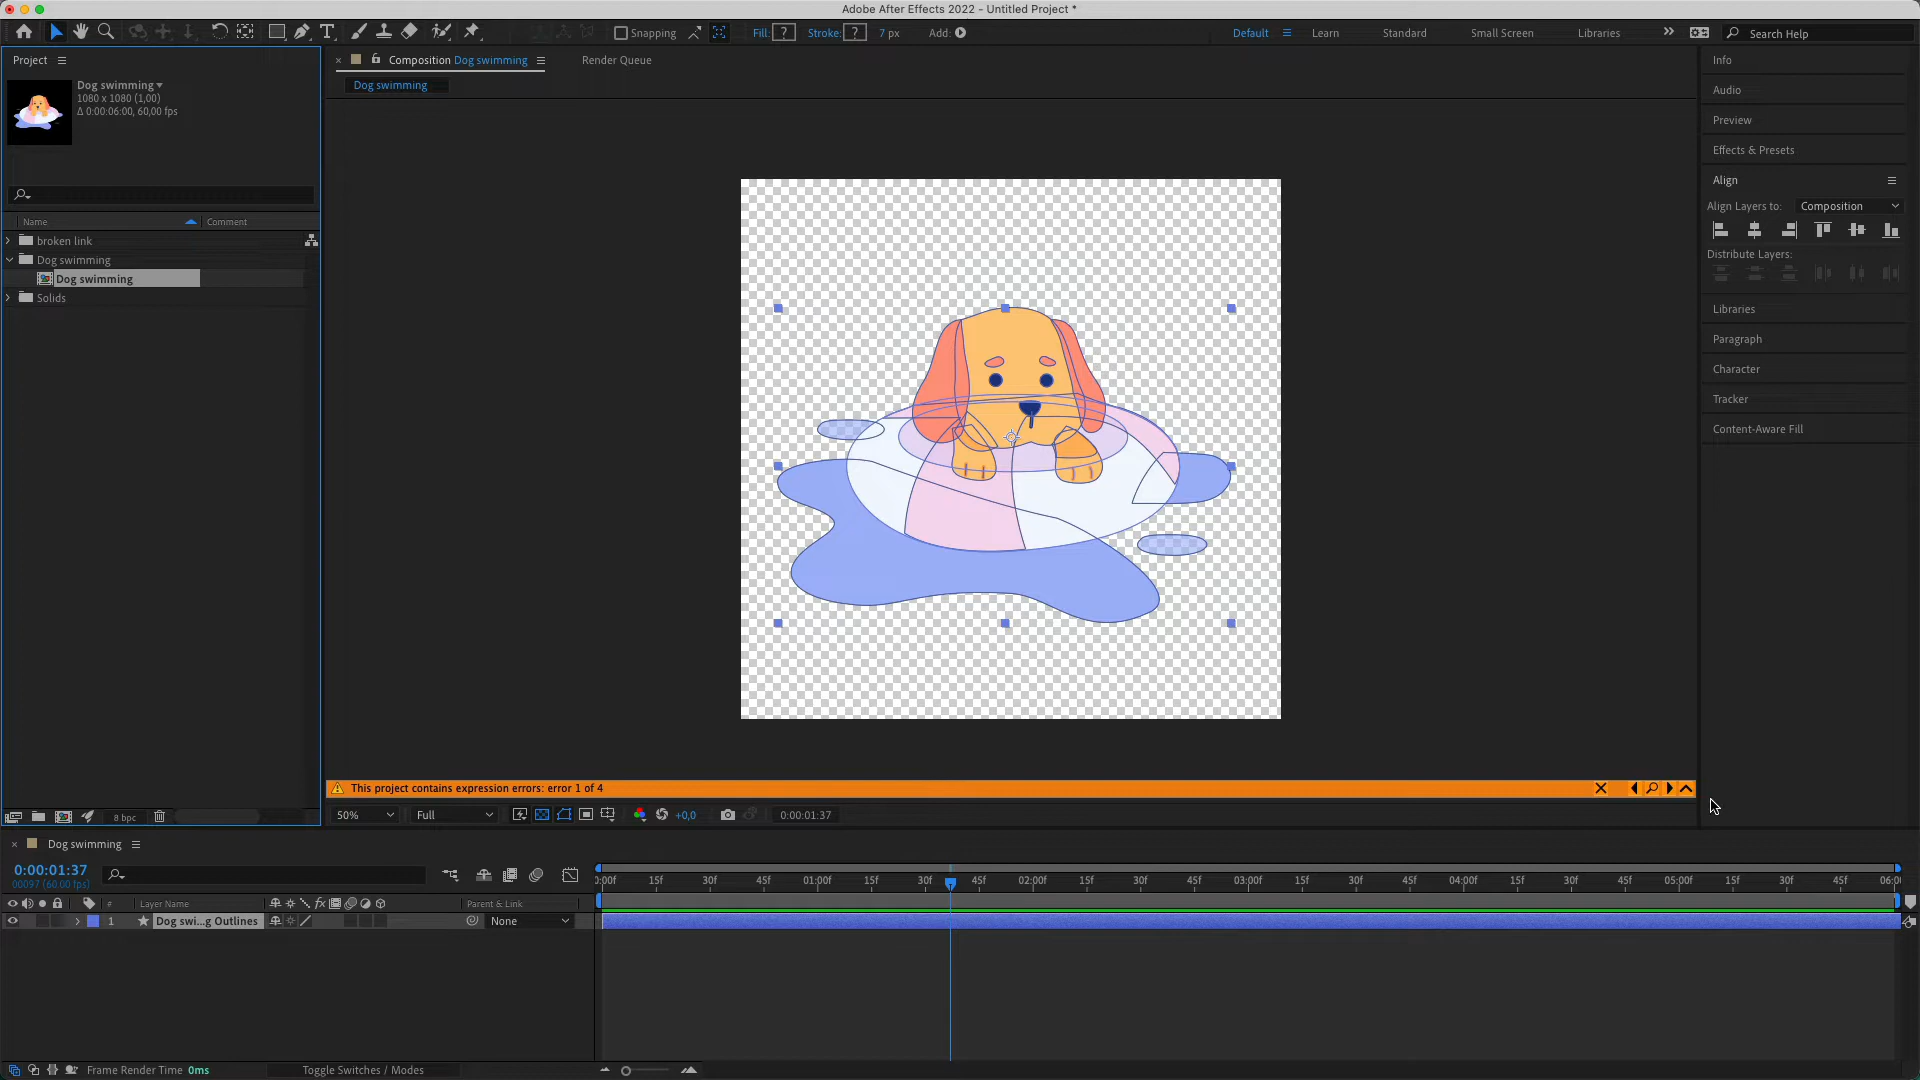 Adobe After Effects 2022 - Untitled Project *
Snapping
Fill: ?
Stroke: ?
7 px
Add:
Default
Learn
Standard
Small Screen
Libraries
Search Help
Project
Dog swimming
1080 x 1080 (1,00)
Δ 0:00:06:00, 60,00 fps
Name
Comment
broken link
Dog swimming
Dog swimming
Solids
8 bpc
Composition Dog swimming
Render Queue
Dog swimming
This project contains expression errors: error 1 of 4
50%
Full
+0,0
0:00:01:37
Info
Audio
Preview
Effects & Presets
Align
Align Layers to:
Composition
Distribute Layers:
Libraries
Paragraph
Character
Tracker
Content-Aware Fill
Dog swimming
0:00:01:37
00097 (60.00 fps)
# Layer Name
Parent & Link
1 Dog swi...g Outlines
None
0:00f 15f 30f 45f 01:00f 15f 30f 45f 02:00f 15f 30f 45f 03:00f 15f 30f 45f 04:00f 15f 30f 45f 05:00f 15f 30f 45f 06:0
Frame Render Time 0ms
Toggle Switches / Modes